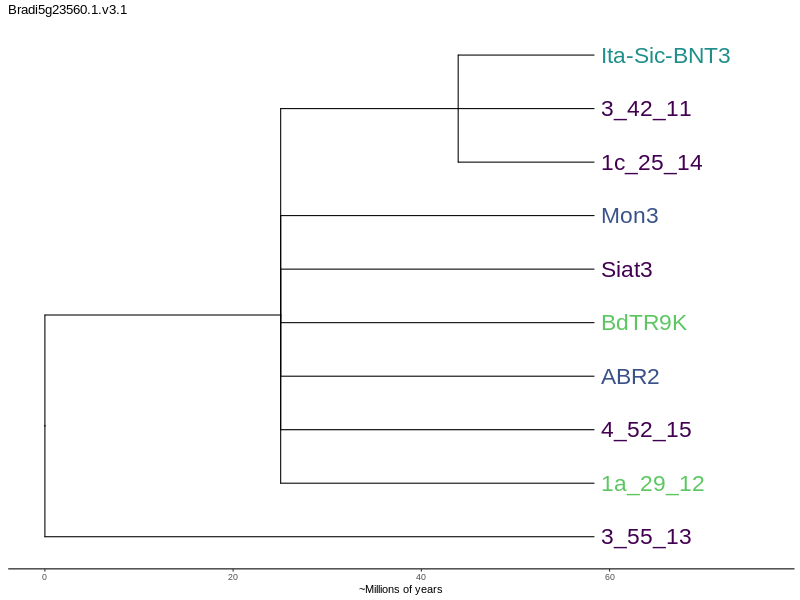 Bradi5g23560.1.v3.1
Ita-Sic-BNT3
3_42_11
1c_25_14
Mon3
Siat3
BdTR9K
ABR2
4_52_15
1a_29_12
3_55_13
0 20 40 60
~Millions of years